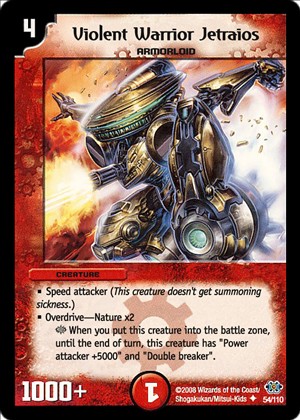 4
Violent Warrior Jetraios
ARMORLOID
CREATURE
▪ Speed attacker (This creature doesn't get summoning
sickness.)
▪ Overdrive—Nature x2
When you put this creature into the battle zone,
until the end of turn, this creature has "Power
attacker +5000" and "Double breaker".
1000+
1
©2008 Wizards of the Coast/
Shogakukan/Mitsui-Kids ✦ 54/110